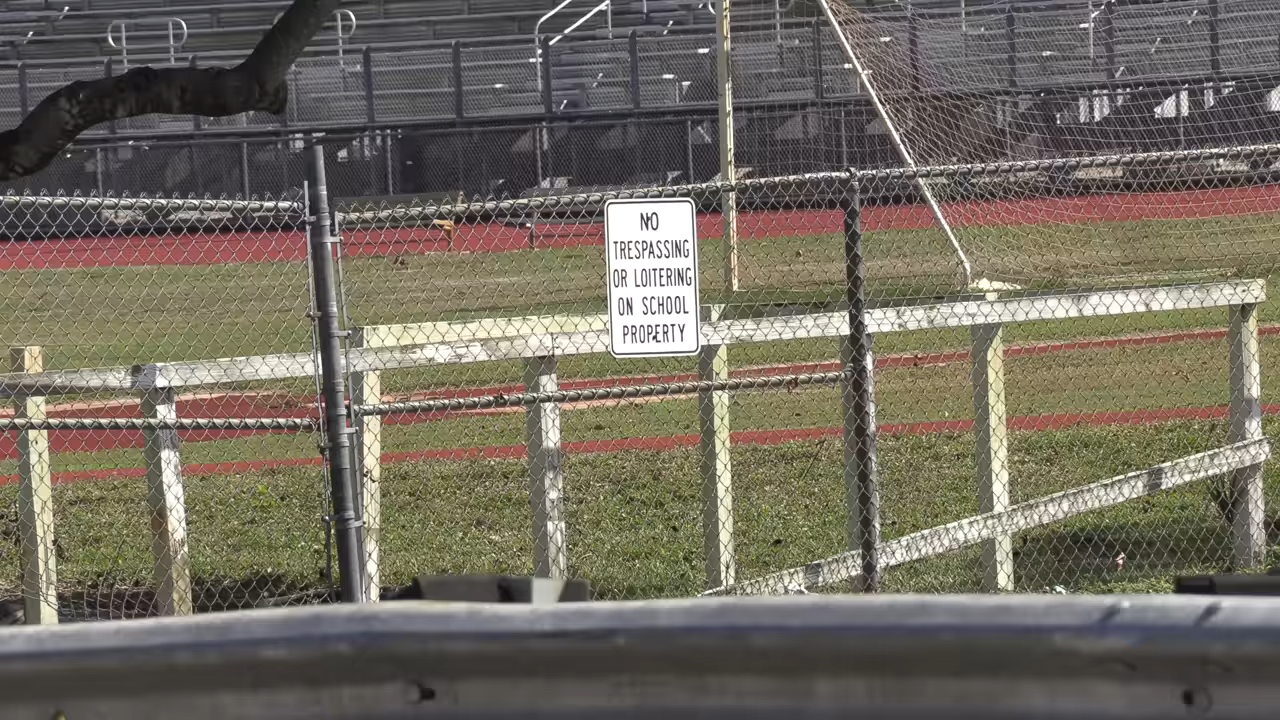 NO
TRESPASSING
OR LOITERING
ON SCHOOL
PROPERTY